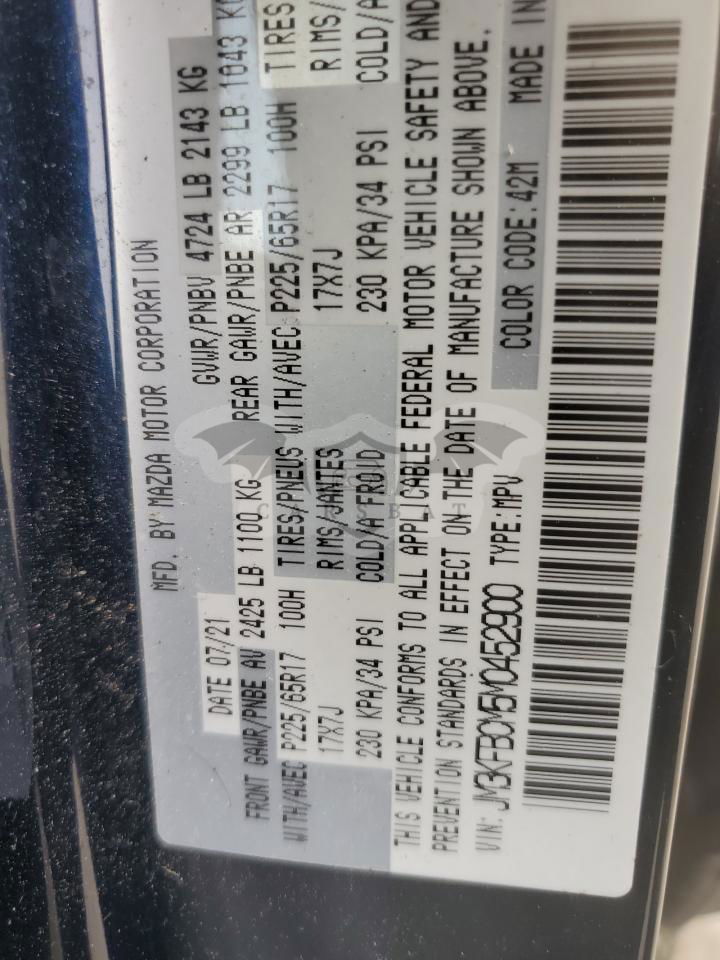 MFD. BY MAZDA MOTOR CORPORATION
DATE 07/21 GVWR/PNBV 4724 LB 2143 KG
FRONT GAWR/PNBE AV 2425 LB 1100 KG REAR GAWR/PNBE AR 2299 LB 1043 KG
WITH/AVEC P225/65R17 100H TIRES/PNEUS WITH/AVEC P225/65R17 100H TIRES
17X7J RIMS/JANTES 17X7J RIMS/
230 KPA/34 PSI COLD/A FROID 230 KPA/34 PSI COLD/A
THIS VEHICLE CONFORMS TO ALL APPLICABLE FEDERAL MOTOR VEHICLE SAFETY AND
PREVENTION STANDARDS IN EFFECT ON THE DATE OF MANUFACTURE SHOWN ABOVE.
VIN: JM3KFBCM5M0452900 TYPE:MPV COLOR CODE:42M MADE IN
CARSBAT